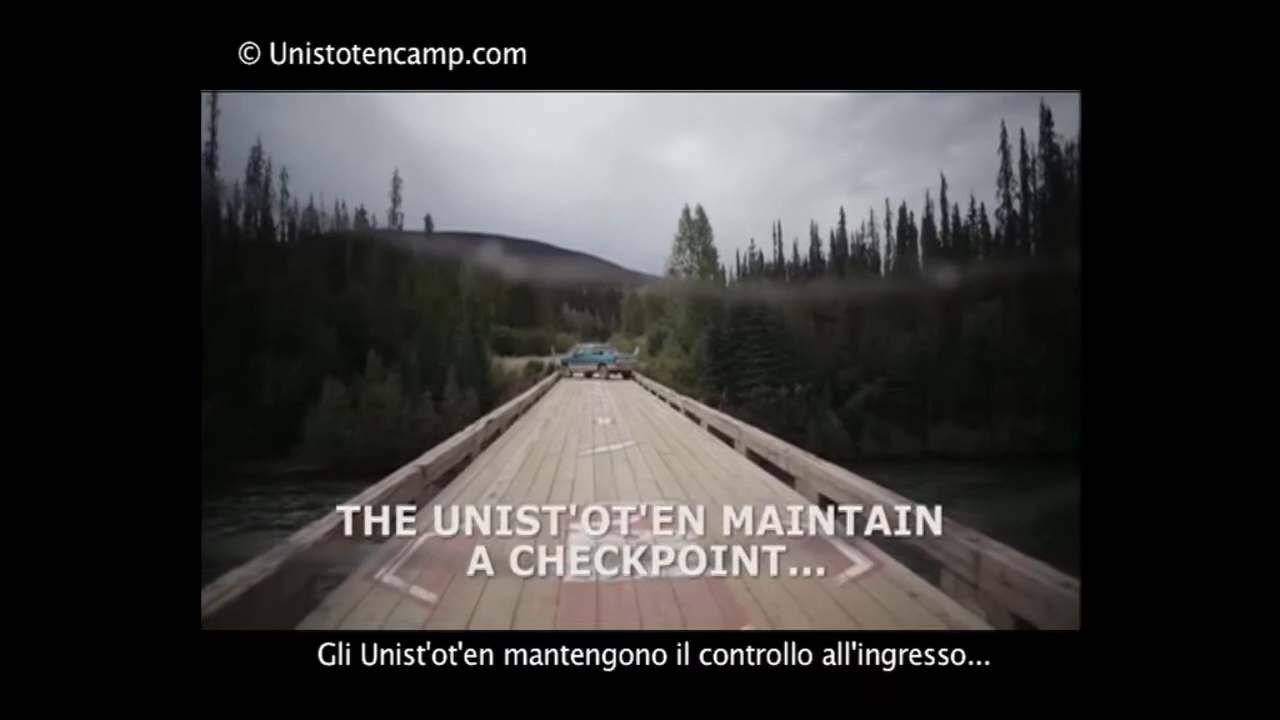 © Unistotencamp.com
THE UNIST'OT'EN MAINTAIN
A CHECKPOINT...
Gli Unist'ot'en mantengono il controllo all'ingresso...